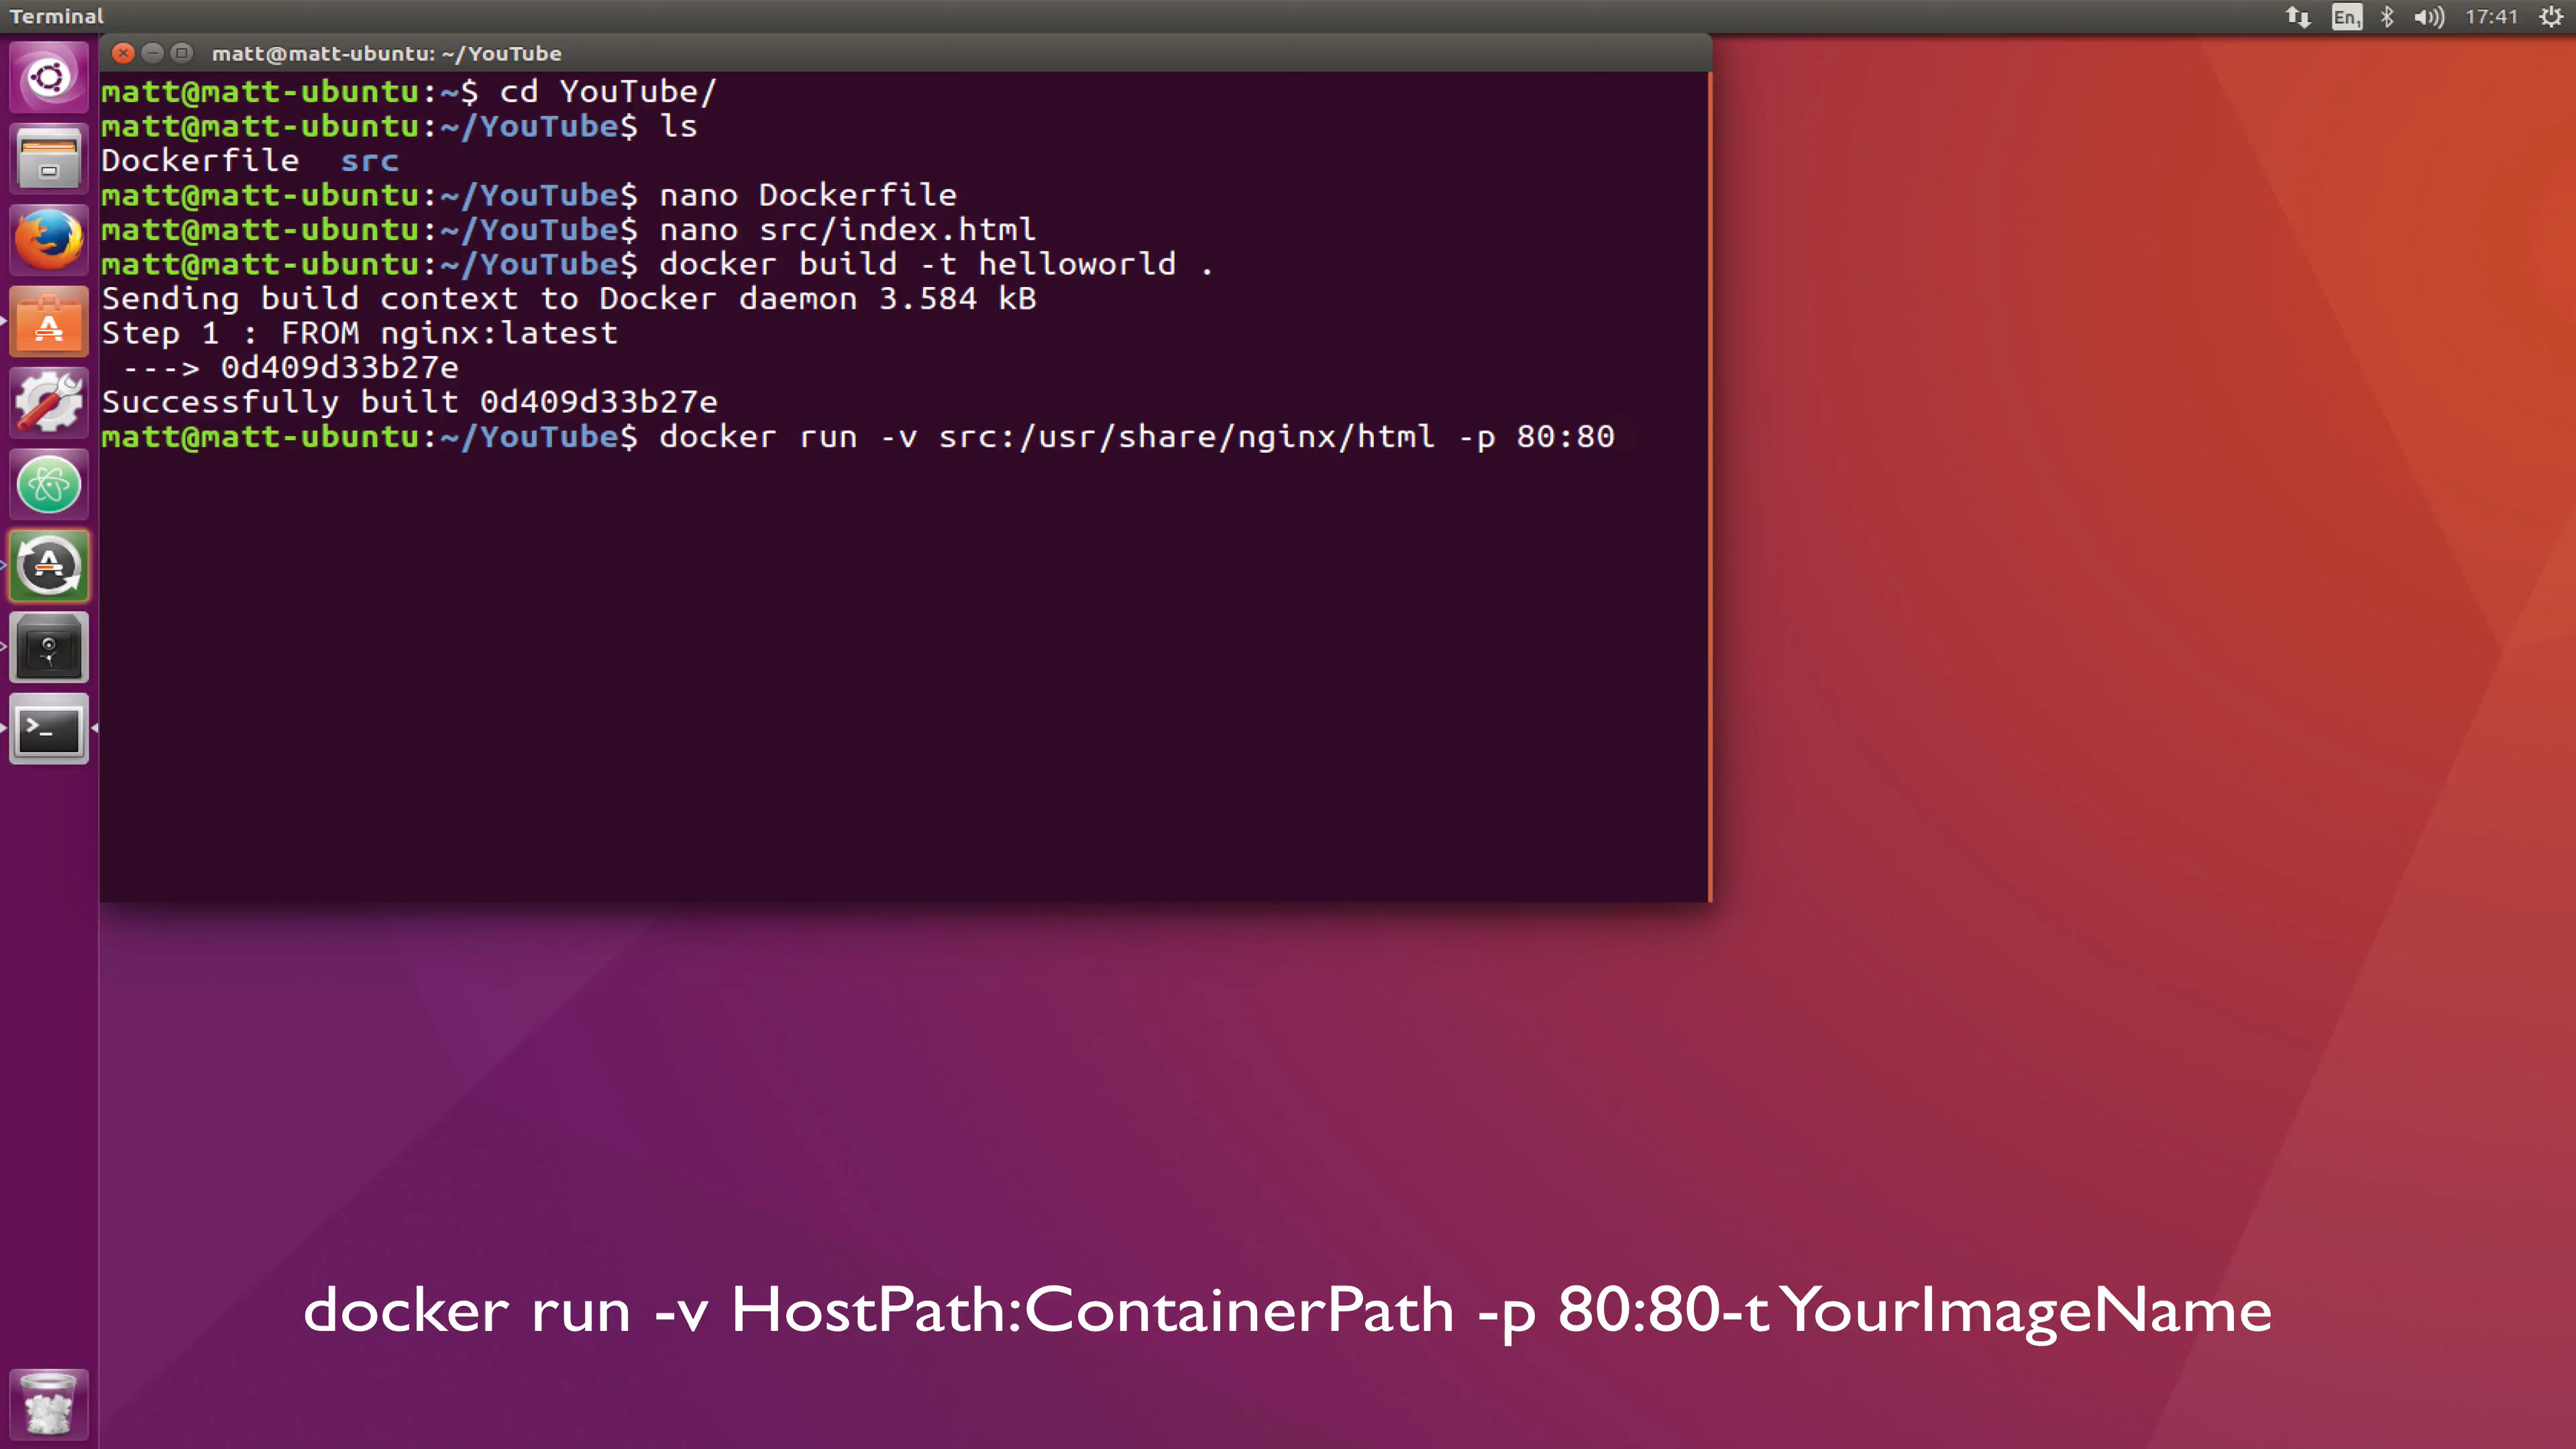 Terminal
En1
17:41
matt@matt-ubuntu: ~/YouTube
matt@matt-ubuntu:~$ cd YouTube/
matt@matt-ubuntu:~/YouTube$ ls
Dockerfile  src
matt@matt-ubuntu:~/YouTube$ nano Dockerfile
matt@matt-ubuntu:~/YouTube$ nano src/index.html
matt@matt-ubuntu:~/YouTube$ docker build -t helloworld .
Sending build context to Docker daemon 3.584 kB
Step 1 : FROM nginx:latest
 ---> 0d409d33b27e
Successfully built 0d409d33b27e
matt@matt-ubuntu:~/YouTube$ docker run -v src:/usr/share/nginx/html -p 80:80
docker run -v HostPath:ContainerPath -p 80:80-t YourImageName